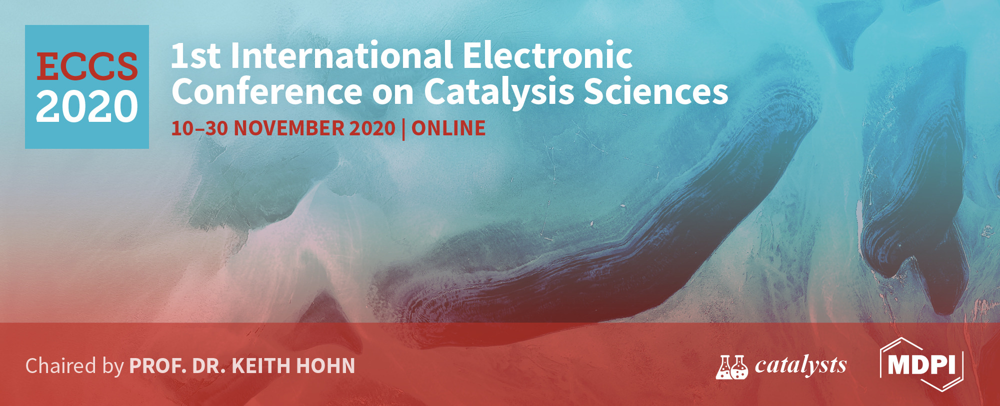 ECCS
2020
1st International Electronic
Conference on Catalysis Sciences
10–30 NOVEMBER 2020 | ONLINE
Chaired by PROF. DR. KEITH HOHN
catalysts
MDPI